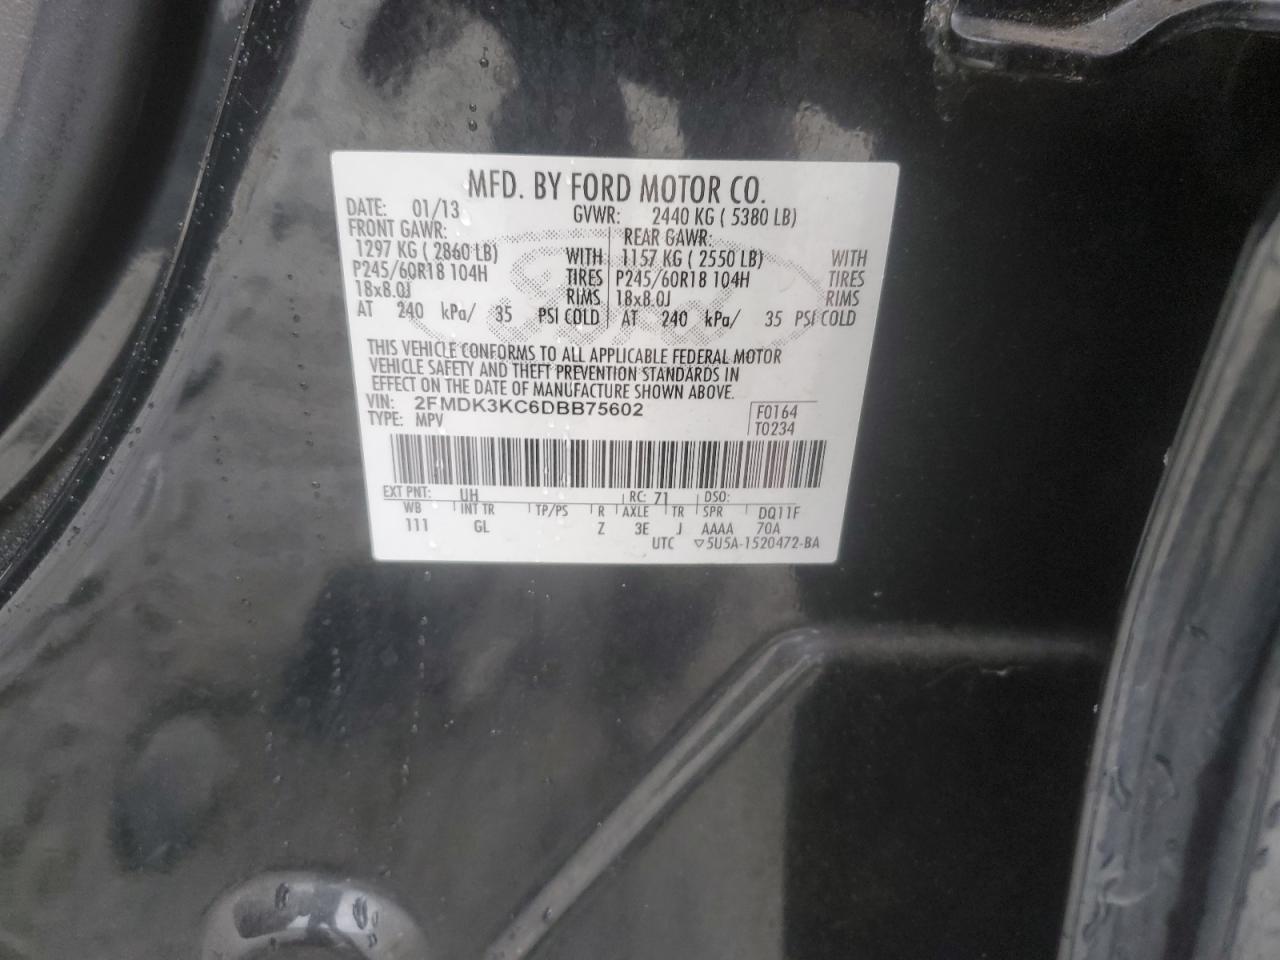 MFD. BY FORD MOTOR CO.
DATE: 01/13 GVWR: 2440 KG ( 5380 LB)
FRONT GAWR: REAR GAWR:
1297 KG ( 2860 LB) WITH 1157 KG ( 2550 LB) WITH
P245/60R18 104H TIRES P245/60R18 104H TIRES
18x8.0J RIMS 18x8.0J RIMS
AT 240 kPa/ 35 PSI COLD AT 240 kPa/ 35 PSI COLD
THIS VEHICLE CONFORMS TO ALL APPLICABLE FEDERAL MOTOR
VEHICLE SAFETY AND THEFT PREVENTION STANDARDS IN
EFFECT ON THE DATE OF MANUFACTURE SHOWN ABOVE.
VIN: 2FMDK3KC6DBB75602 F0164
TYPE: MPV T0234
EXT PNT: UH RC: 71 DSO:
WB INT TR TP/PS R AXLE TR SPR DQ11F
111 GL Z 3E J AAAA 70A
UTC ▽5U5A-1520472-BA